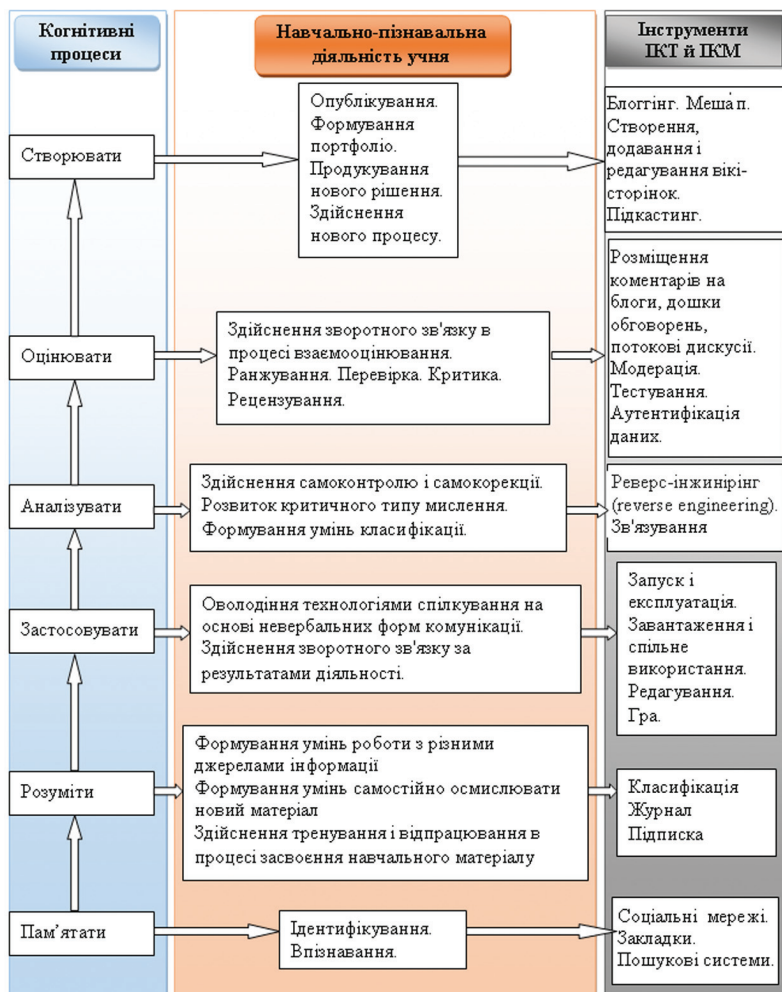 Когнітивні
процеси
Навчально-пізнавальна
діяльність учня
Інструменти
ІКТ й ІКМ
Створювати
Опублікування.
Формування
портфоліо.
Продукування
нового рішення.
Здійснення
нового процесу.
Блоггінг. Мешап.
Створення,
додавання і
редагування вікі-
сторінок.
Підкастинг.
Оцінювати
Здійснення зворотного зв'язку в
процесі взаємооцінювання.
Ранжування. Перевірка. Критика.
Рецензування.
Розміщення
коментарів на
блоги, дошки
обговорень,
потокові дискусії.
Модерація.
Тестування.
Аутентифікація
даних.
Аналізувати
Здійснення самоконтролю і самокорекції.
Розвиток критичного типу мислення.
Формування умінь класифікації.
Реверс-інжинірінг
(reverse engineering).
Зв'язування
Застосовувати
Оволодіння технологіями спілкування на
основі невербальних форм комунікації.
Здійснення зворотного зв'язку за
результатами діяльності.
Запуск і
експлуатація.
Завантаження і
спільне
використання.
Редагування.
Гра.
Розуміти
Формування умінь роботи з різними
джерелами інформації
Формування умінь самостійно осмислювати
новий матеріал
Здійснення тренування і відпрацювання в
процесі засвоєння навчального матеріалу
Класифікація
Журнал
Підписка
Пам'ятати
Ідентифікування.
Впізнавання.
Соціальні мережі.
Закладки.
Пошукові системи.